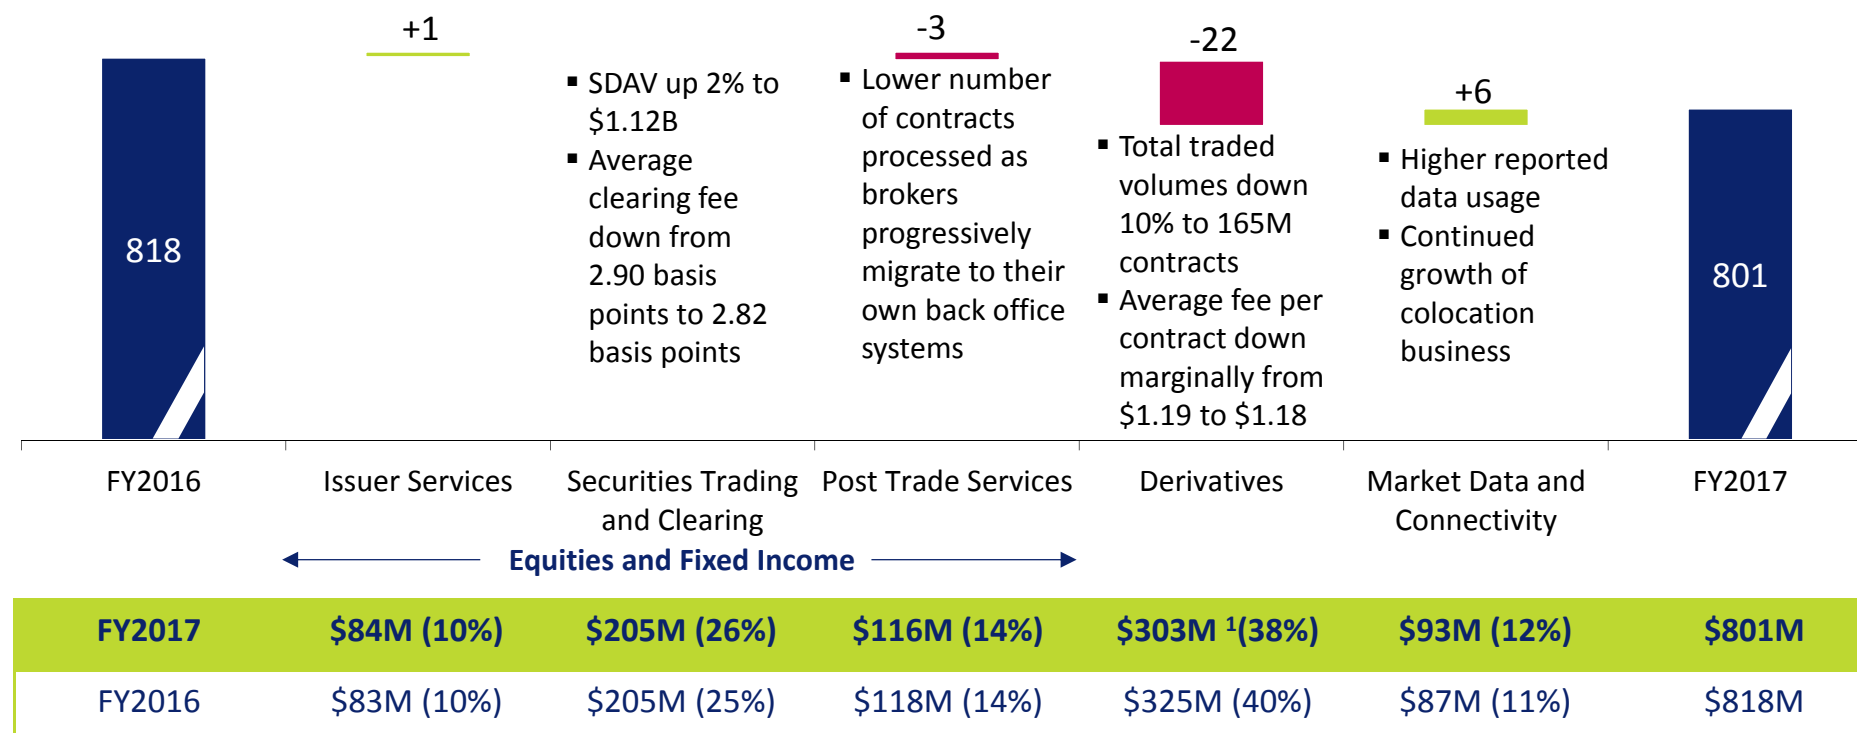 +1
-3
-22
+6
818
▪ SDAV up 2% to
$1.12B
▪ Average
clearing fee
down from
2.90 basis
points to 2.82
basis points
▪ Lower number
of contracts
processed as
brokers
progressively
migrate to their
own back office
systems
▪ Total traded
volumes down
10% to 165M
contracts
▪ Average fee per
contract down
marginally from
$1.19 to $1.18
▪ Higher reported
data usage
▪ Continued
growth of
colocation
business
801
FY2016
Issuer Services
Securities Trading
and Clearing
Post Trade Services
Derivatives
Market Data and
Connectivity
FY2017
Equities and Fixed Income
FY2017 $84M (10%) $205M (26%) $116M (14%) $303M ¹(38%) $93M (12%) $801M
FY2016 $83M (10%) $205M (25%) $118M (14%) $325M (40%) $87M (11%) $818M